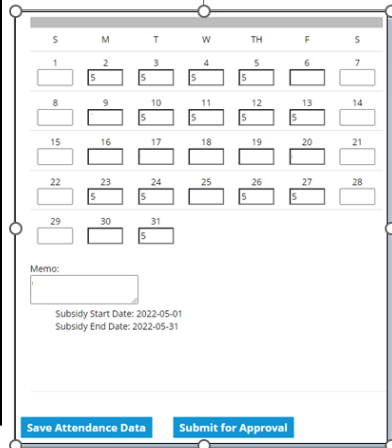 S M T W TH F S
1 2 3 4 5 6 7
5 5 5 5
8 9 10 11 12 13 14
5 5 5 5
15 16 17 18 19 20 21
22 23 24 25 26 27 28
5 5 5 5
29 30 31
5
Memo:
Subsidy Start Date: 2022-05-01
Subsidy End Date: 2022-05-31
Save Attendance Data Submit for Approval